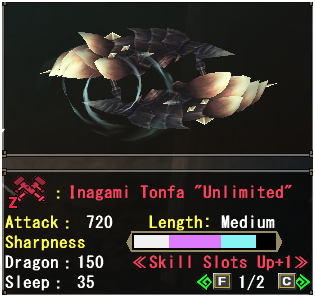 Z : Inagami Tonfa "Unlimited"
Attack : 720 Length: Medium
Sharpness
Dragon : 150 ≪Skill Slots Up+1≫
Sleep : 35 F 1/2 C